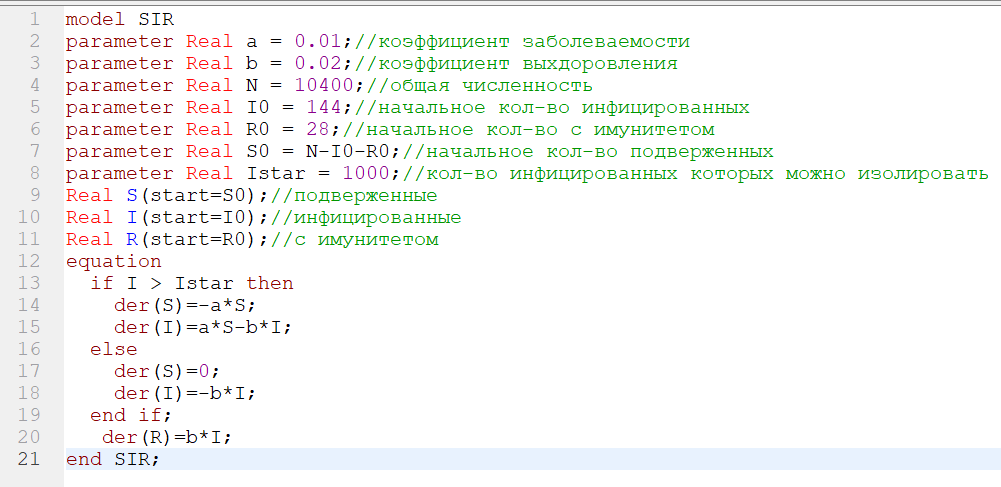 1 model SIR
2 parameter Real a = 0.01;//коэффициент заболеваемости
3 parameter Real b = 0.02;//коэффициент выхдоровления
4 parameter Real N = 10400;//общая численность
5 parameter Real I0 = 144;//начальное кол-во инфицированных
6 parameter Real R0 = 28;//начальное кол-во с имунитетом
7 parameter Real S0 = N-I0-R0;//начальное кол-во подверженных
8 parameter Real Istar = 1000;//кол-во инфицированных которых можно изолировать
9 Real S(start=S0);//подверженные
10 Real I(start=I0);//инфицированные
11 Real R(start=R0);//с имунитетом
12 equation
13 if I > Istar then
14 der(S)=-a*S;
15 der(I)=a*S-b*I;
16 else
17 der(S)=0;
18 der(I)=-b*I;
19 end if;
20 der(R)=b*I;
21 end SIR;